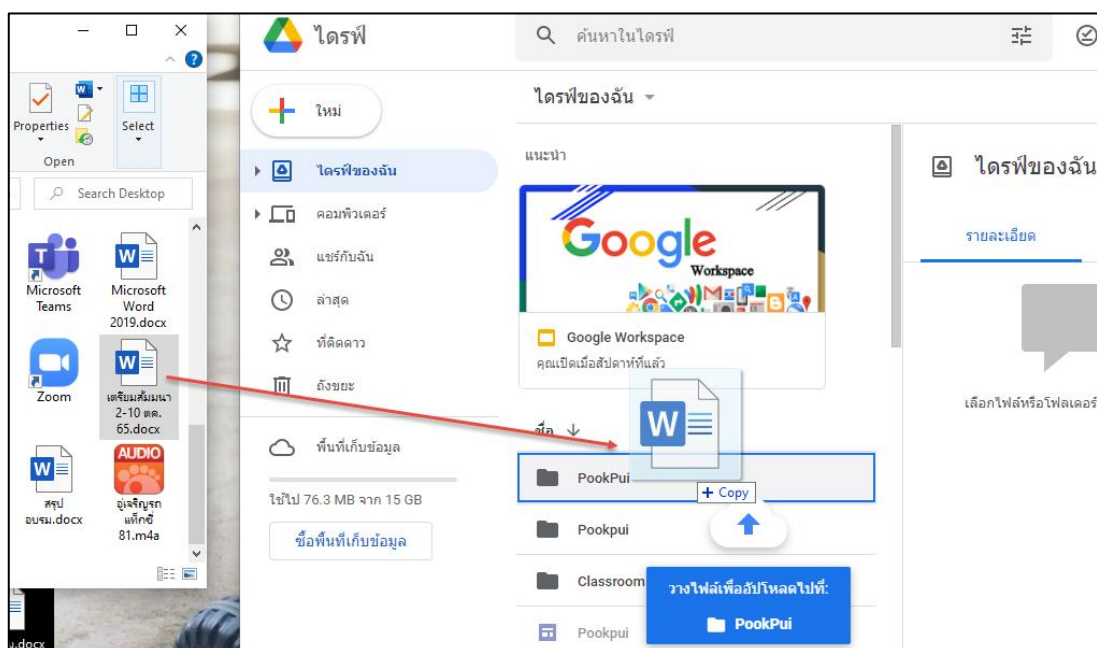 Properties
Select
Open
Search Desktop
Microsoft
Teams
Microsoft
Word
2019.docx
Zoom
เตรียมสัมมนา
2-10 ตค.
65.docx
สรุป
อบรม.docx
AUDIO
อู่เจริญรถ
แท็กซี่
81.m4a
ไดรฟ์
ค้นหาในไดรฟ์
ใหม่
ไดรฟ์ของฉัน
คอมพิวเตอร์
แชร์กับฉัน
ล่าสุด
ที่ติดดาว
ถังขยะ
พื้นที่เก็บข้อมูล
ใช้ไป 76.3 MB จาก 15 GB
ซื้อพื้นที่เก็บข้อมูล
ไดรฟ์ของฉัน
แนะนำ
Google
Workspace
Google Workspace
คุณเปิดเมื่อสัปดาห์ที่แล้ว
ชื่อ
PookPui
+ Copy
Pookpui
Classroom
Pookpui
วางไฟล์เพื่ออัปโหลดไปที่:
PookPui
ไดรฟ์ของฉัน
รายละเอียด
เลือกไฟล์หรือโฟลเดอร์